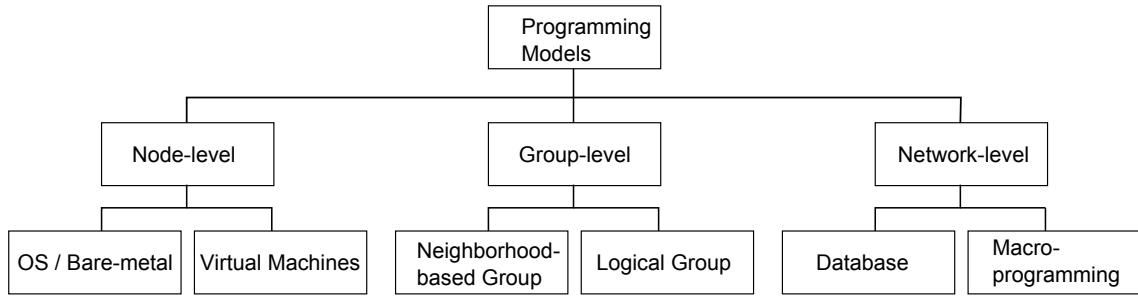 Programming
Models
Node-level
Group-level
Network-level
OS / Bare-metal
Virtual Machines
Neighborhood-
based Group
Logical Group
Database
Macro-
programming